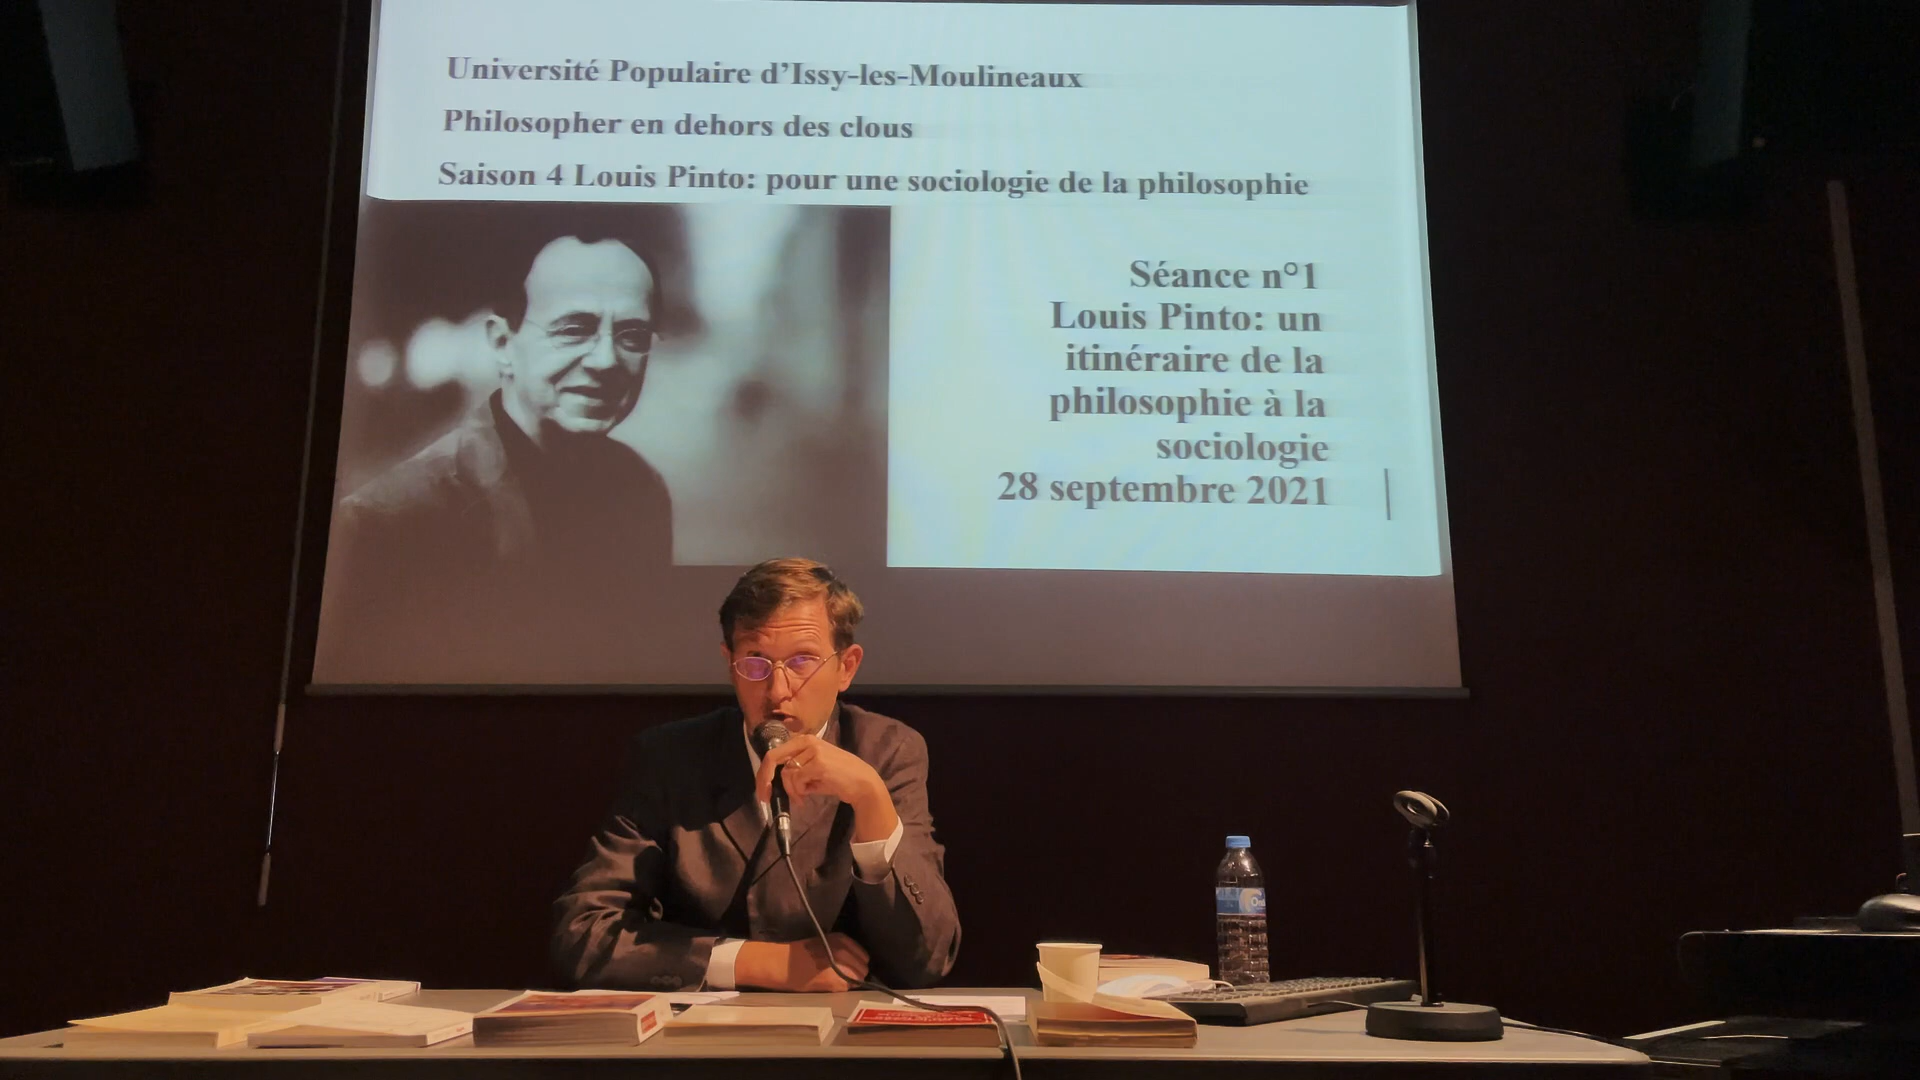 Université Populaire d'Issy-les-Moulineaux
Philosopher en dehors des clous
Saison 4 Louis Pinto: pour une sociologie de la philosophie
Séance n°1
Louis Pinto: un
itinéraire de la
philosophie à la
sociologie
28 septembre 2021